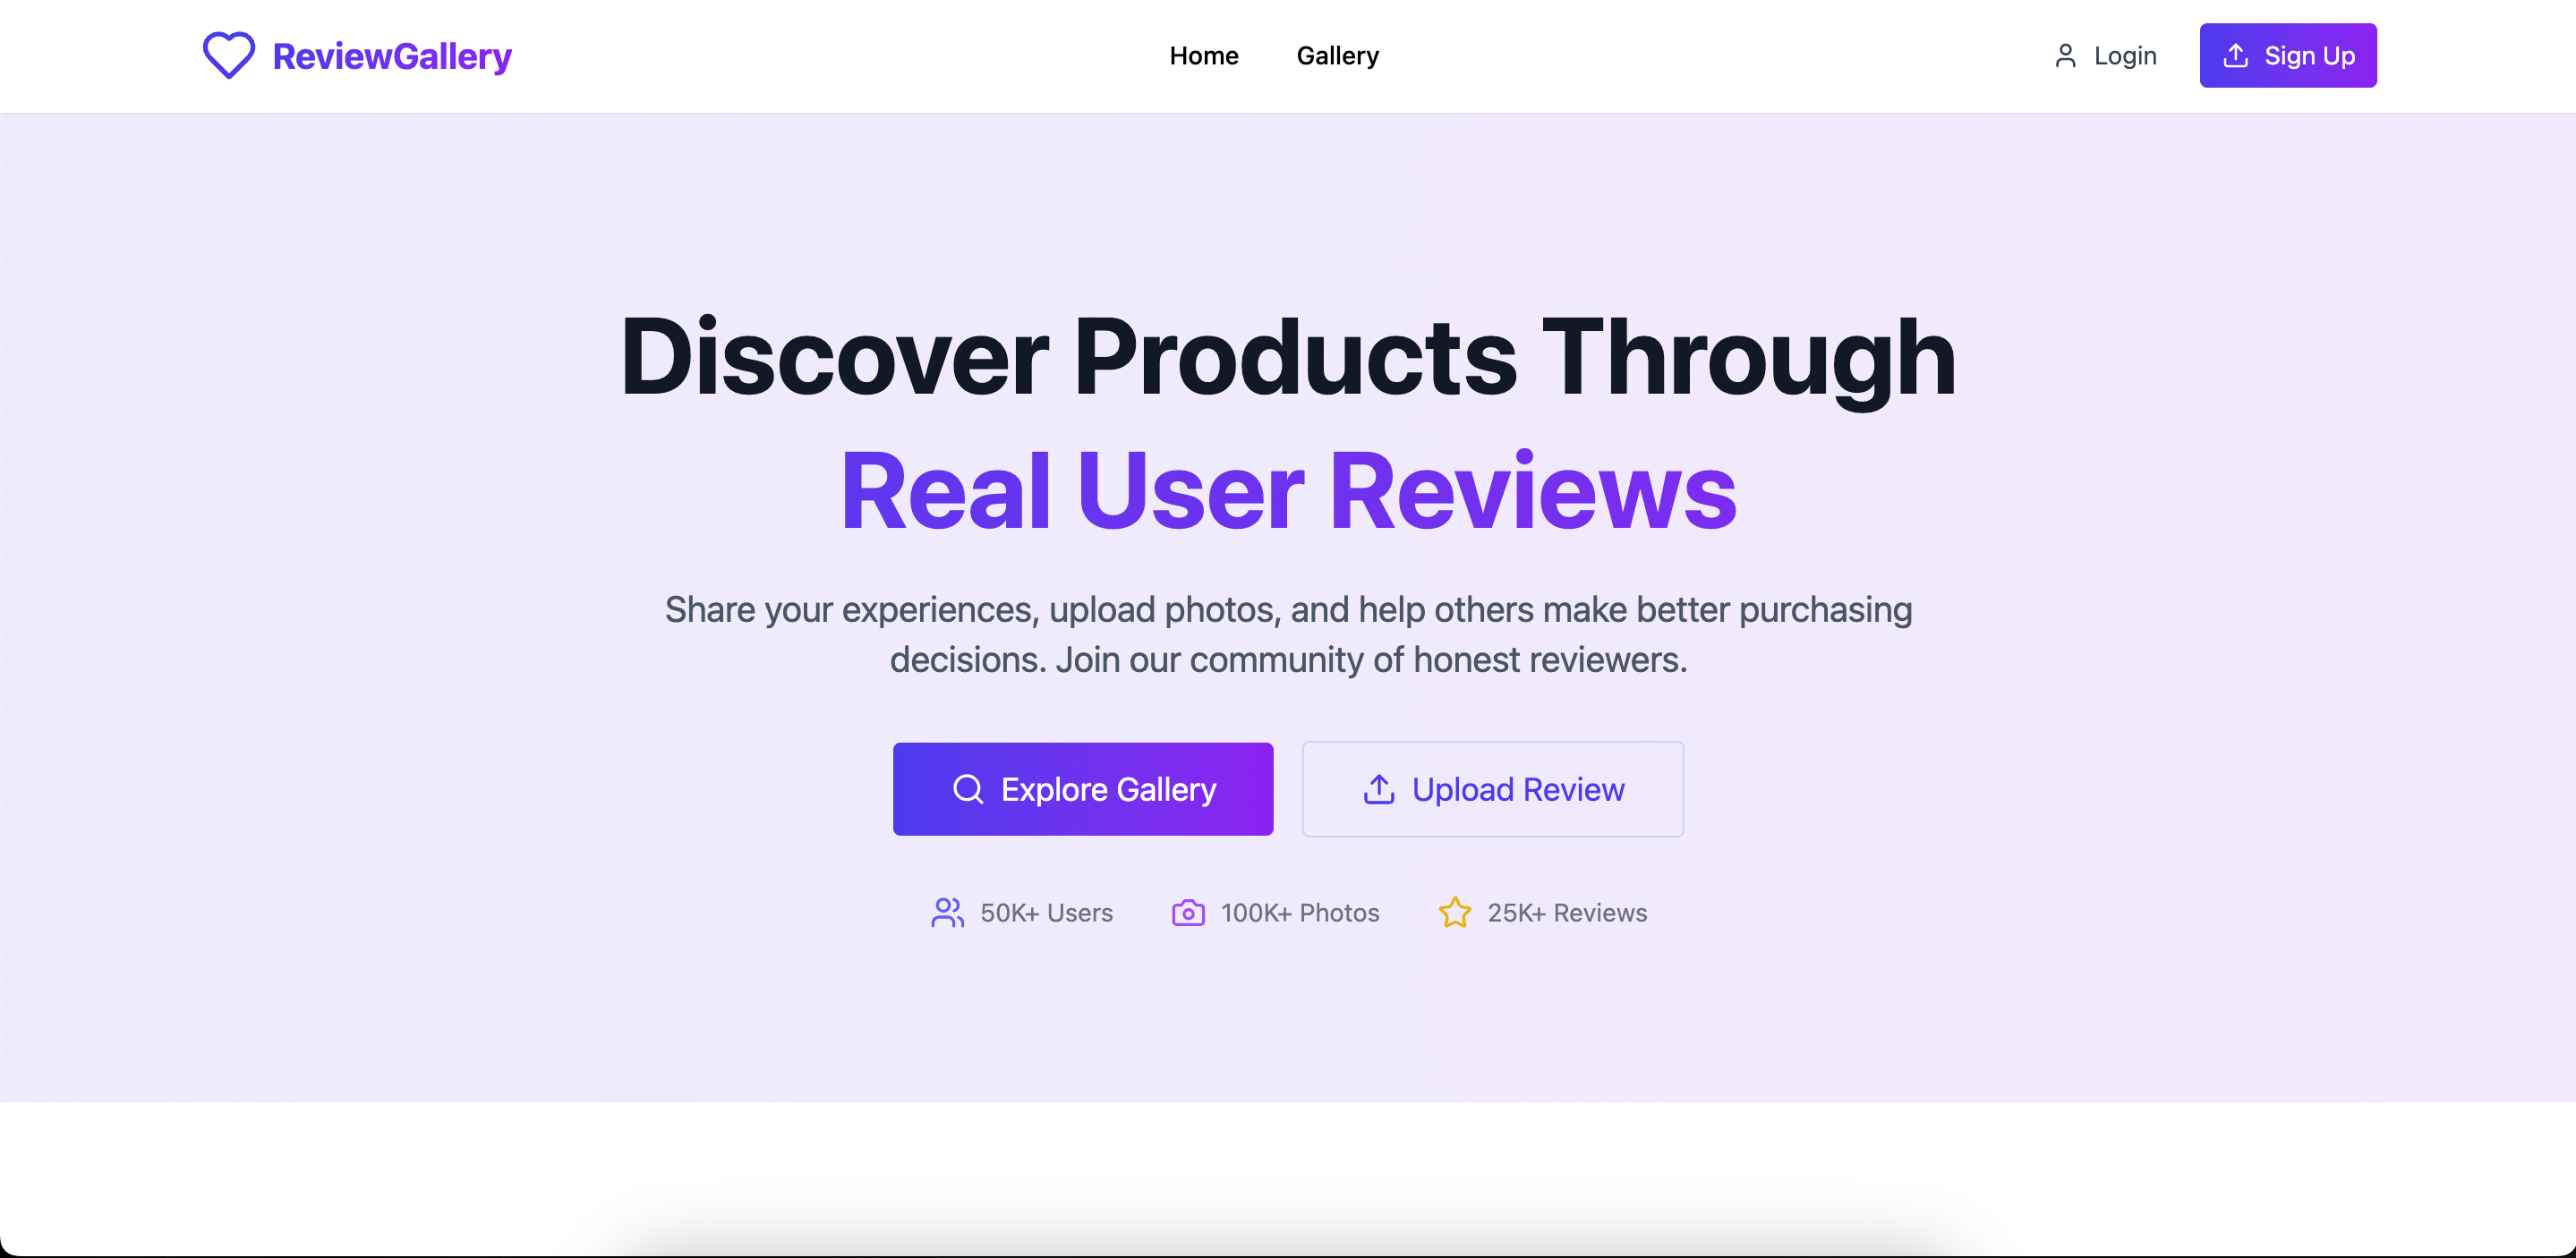 ReviewGallery
Home
Gallery
Login
Sign Up
Discover Products Through
Real User Reviews
Share your experiences, upload photos, and help others make better purchasing
decisions. Join our community of honest reviewers.
Explore Gallery
Upload Review
50K+ Users
100K+ Photos
25K+ Reviews